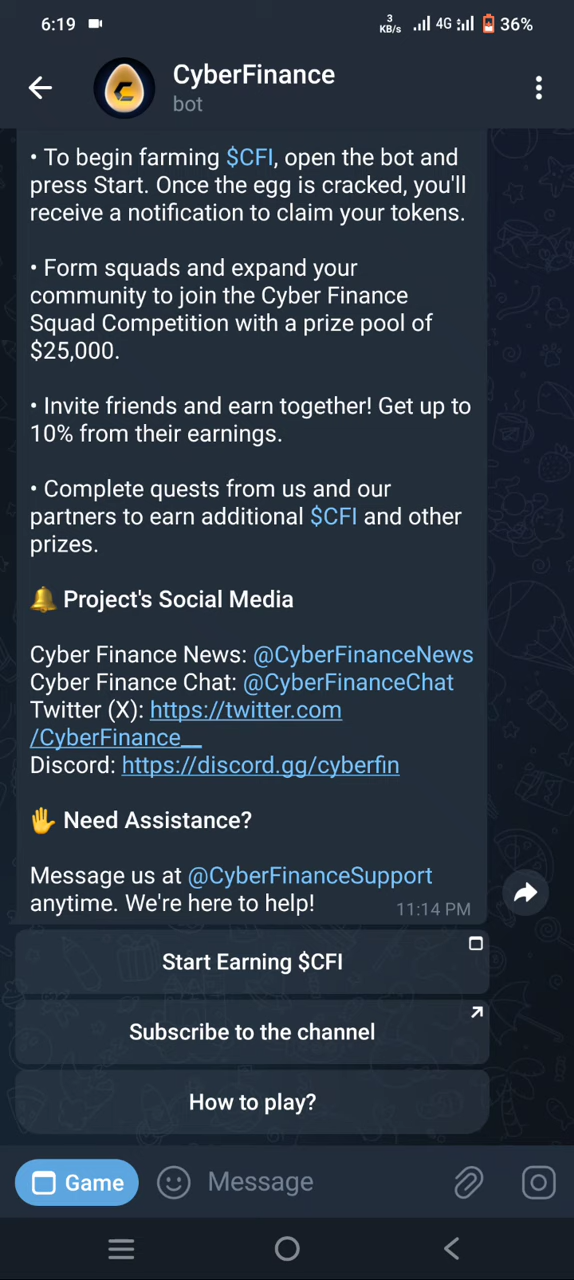 6:19
3
KB/s
4G
36%
CyberFinance
bot
• To begin farming $CFI, open the bot and
press Start. Once the egg is cracked, you'll
receive a notification to claim your tokens.
• Form squads and expand your
community to join the Cyber Finance
Squad Competition with a prize pool of
$25,000.
• Invite friends and earn together! Get up to
10% from their earnings.
• Complete quests from us and our
partners to earn additional $CFI and other
prizes.
🔔 Project's Social Media
Cyber Finance News: @CyberFinanceNews
Cyber Finance Chat: @CyberFinanceChat
Twitter (X): https://twitter.com
/CyberFinance__
Discord: https://discord.gg/cyberfin
🖐 Need Assistance?
Message us at @CyberFinanceSupport
anytime. We're here to help!
11:14 PM
Start Earning $CFI
Subscribe to the channel
How to play?
Game
Message